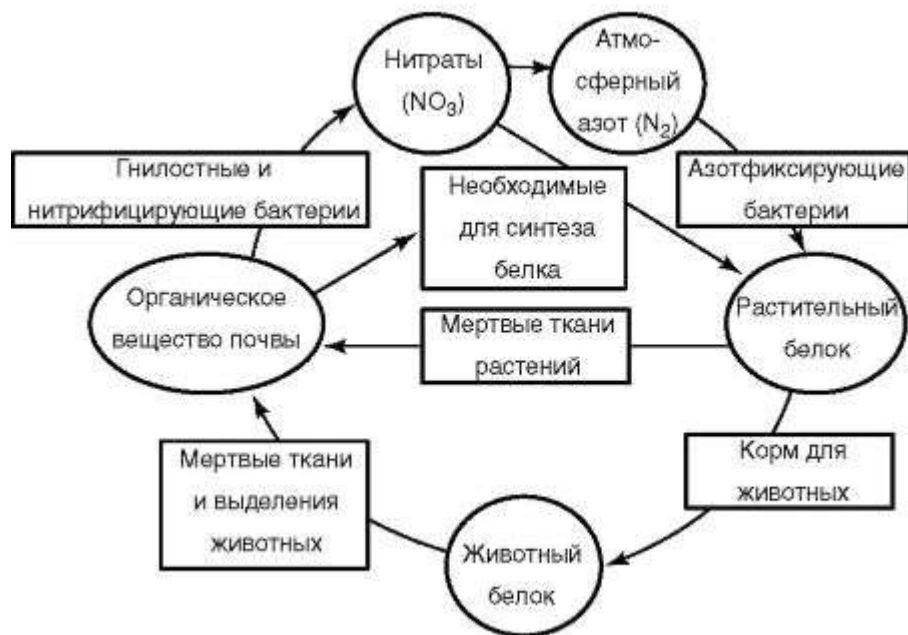 Нитраты
(NO₃)
Атмо-
сферный
азот (N₂)
Гнилостные и
нитрифицирующие бактерии
Необходимые
для синтеза
белка
Азотфиксирующие
бактерии
Органическое
вещество почвы
Мертвые ткани
растений
Растительный
белок
Мертвые ткани
и выделения
животных
Корм для
животных
Животный
белок